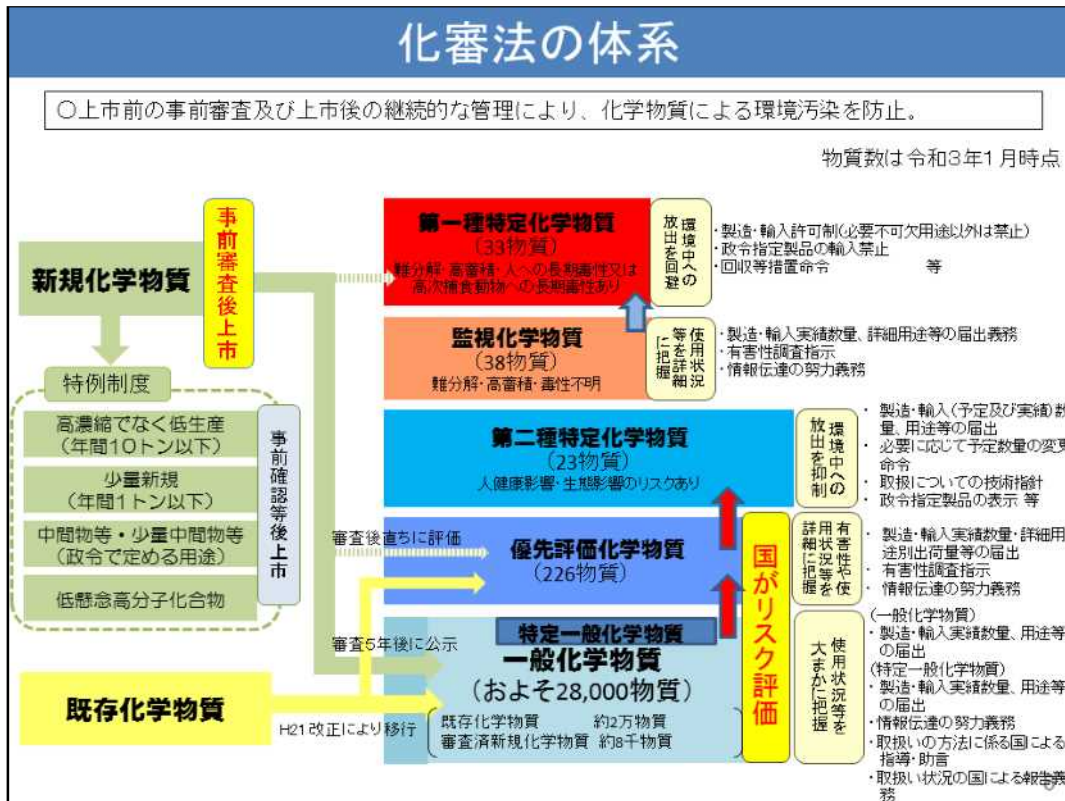 化審法の体系
○上市前の事前審査及び上市後の継続的な管理により、化学物質による環境汚染を防止。
物質数は令和3年1月時点
新規化学物質
事前審査後上市
特例制度
高濃縮でなく低生産
(年間10トン以下)
少量新規
(年間1トン以下)
中間物等・少量中間物等
(政令で定める用途)
低懸念高分子化合物
事前確認等後上市
既存化学物質
審査後直ちに評価
審査5年後に公示
H21改正により移行
第一種特定化学物質
(33物質)
難分解・高蓄積・人への長期毒性又は
高次捕食動物への長期毒性あり
環境中への
放出を回避
・製造・輸入許可制(必要不可欠用途以外は禁止)
・政令指定製品の輸入禁止
・回収等措置命令 等
監視化学物質
(38物質)
難分解・高蓄積・毒性不明
使用状況
等を詳細
に把握
・製造・輸入実績数量、詳細用途等の届出義務
・有害性調査指示
・情報伝達の努力義務
第二種特定化学物質
(23物質)
人健康影響・生態影響のリスクあり
環境中への
放出を抑制
・ 製造・輸入(予定及び実績)数
量、用途等の届出
・ 必要に応じて予定数量の変更
命令
・ 取扱についての技術指針
・ 政令指定製品の表示 等
優先評価化学物質
(226物質)
国がリスク評価
有害性や使
用状況等を
詳細に把握
・ 製造・輸入実績数量・詳細用
途別出荷量等の届出
・ 有害性調査指示
・ 情報伝達の努力義務
特定一般化学物質
一般化学物質
(およそ28,000物質)
既存化学物質 約2万物質
審査済新規化学物質 約8千物質
使用状況等を
大まかに把握
(一般化学物質)
・ 製造・輸入実績数量、用途等
の届出
(特定一般化学物質)
・ 製造・輸入実績数量、用途等
の届出
・情報伝達の努力義務
・取扱いの方法に係る国による
指導・助言
・取扱い状況の国による報告義
務